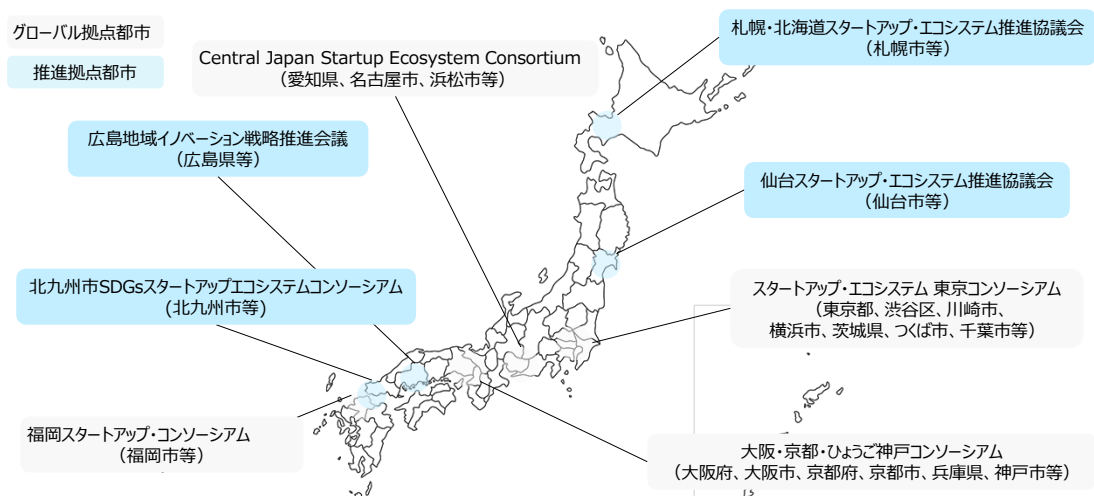 グローバル拠点都市
推進拠点都市
Central Japan Startup Ecosystem Consortium
（愛知県、名古屋市、浜松市等）
札幌・北海道スタートアップ・エコシステム推進協議会
（札幌市等）
広島地域イノベーション戦略推進会議
（広島県等）
仙台スタートアップ・エコシステム推進協議会
（仙台市等）
北九州市SDGsスタートアップエコシステムコンソーシアム
（北九州市等）
スタートアップ・エコシステム 東京コンソーシアム
（東京都、渋谷区、川崎市、
横浜市、茨城県、つくば市、千葉市等）
福岡スタートアップ・コンソーシアム
（福岡市等）
大阪・京都・ひょうご神戸コンソーシアム
（大阪府、大阪市、京都府、京都市、兵庫県、神戸市等）